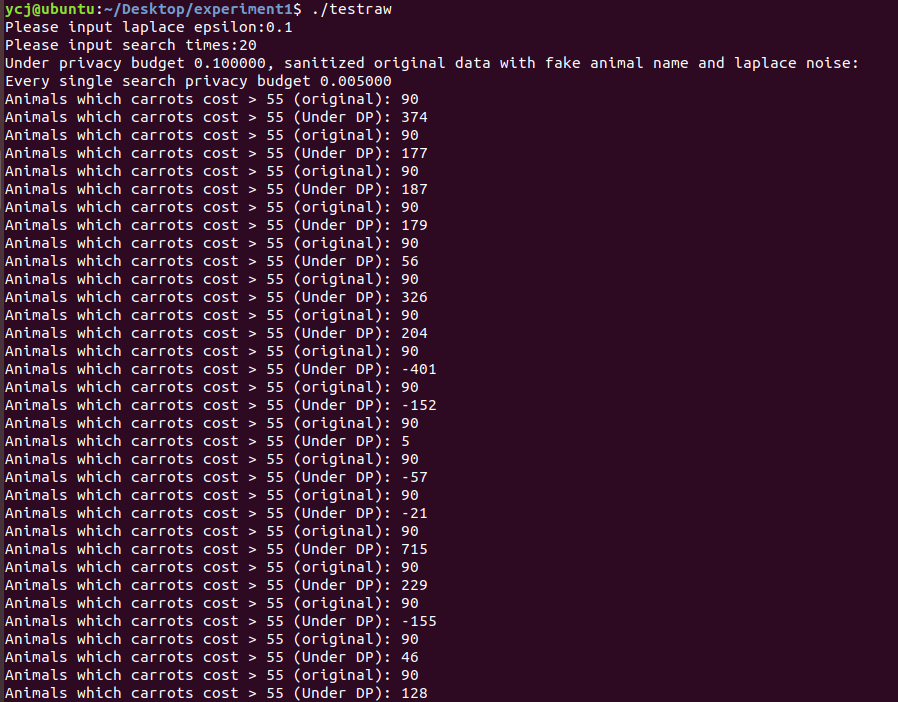 ycj@ubuntu:~/Desktop/experiment1$ ./testraw
Please input laplace epsilon:0.1
Please input search times:20
Under privacy budget 0.100000, sanitized original data with fake animal name and laplace noise:
Every single search privacy budget 0.005000
Animals which carrots cost > 55 (original): 90
Animals which carrots cost > 55 (Under DP): 374
Animals which carrots cost > 55 (original): 90
Animals which carrots cost > 55 (Under DP): 177
Animals which carrots cost > 55 (original): 90
Animals which carrots cost > 55 (Under DP): 187
Animals which carrots cost > 55 (original): 90
Animals which carrots cost > 55 (Under DP): 179
Animals which carrots cost > 55 (original): 90
Animals which carrots cost > 55 (Under DP): 56
Animals which carrots cost > 55 (original): 90
Animals which carrots cost > 55 (Under DP): 326
Animals which carrots cost > 55 (original): 90
Animals which carrots cost > 55 (Under DP): 204
Animals which carrots cost > 55 (original): 90
Animals which carrots cost > 55 (Under DP): -401
Animals which carrots cost > 55 (original): 90
Animals which carrots cost > 55 (Under DP): -152
Animals which carrots cost > 55 (original): 90
Animals which carrots cost > 55 (Under DP): 5
Animals which carrots cost > 55 (original): 90
Animals which carrots cost > 55 (Under DP): -57
Animals which carrots cost > 55 (original): 90
Animals which carrots cost > 55 (Under DP): -21
Animals which carrots cost > 55 (original): 90
Animals which carrots cost > 55 (Under DP): 715
Animals which carrots cost > 55 (original): 90
Animals which carrots cost > 55 (Under DP): 229
Animals which carrots cost > 55 (original): 90
Animals which carrots cost > 55 (Under DP): -155
Animals which carrots cost > 55 (original): 90
Animals which carrots cost > 55 (Under DP): 46
Animals which carrots cost > 55 (original): 90
Animals which carrots cost > 55 (Under DP): 128